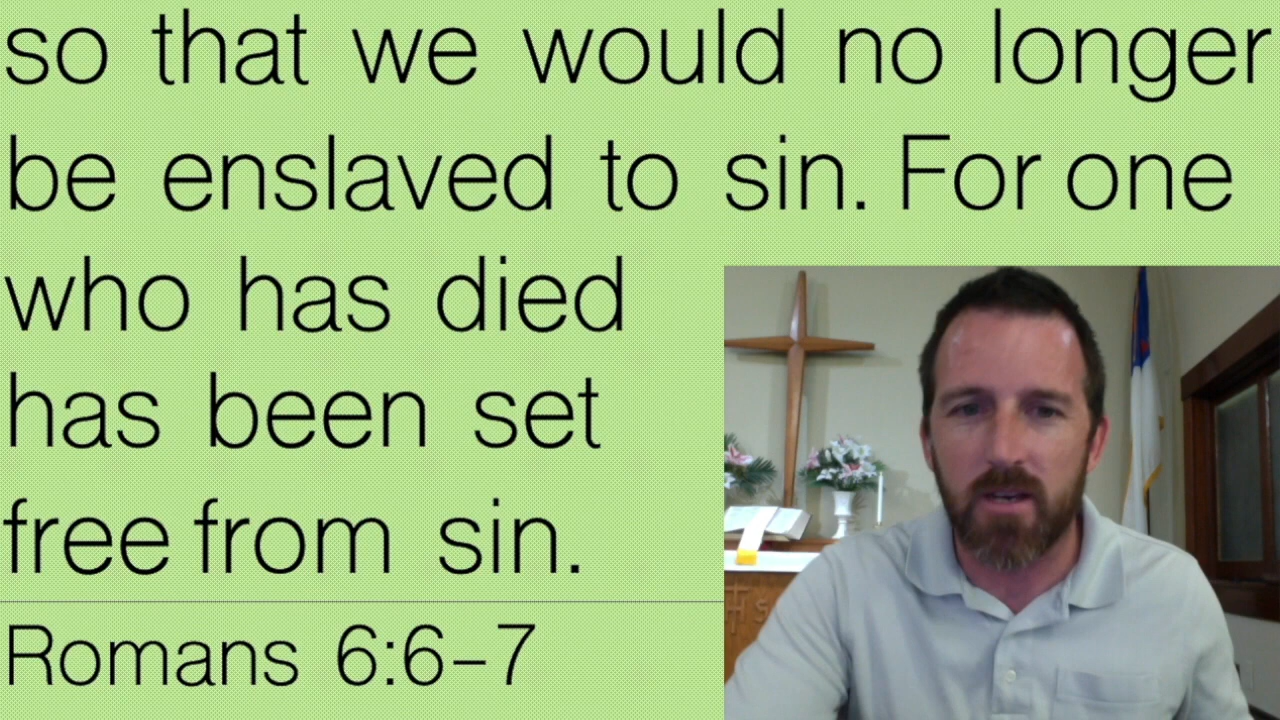 so that we would no longer
be enslaved to sin. For one
who has died
has been set
free from sin.
Romans 6:6–7